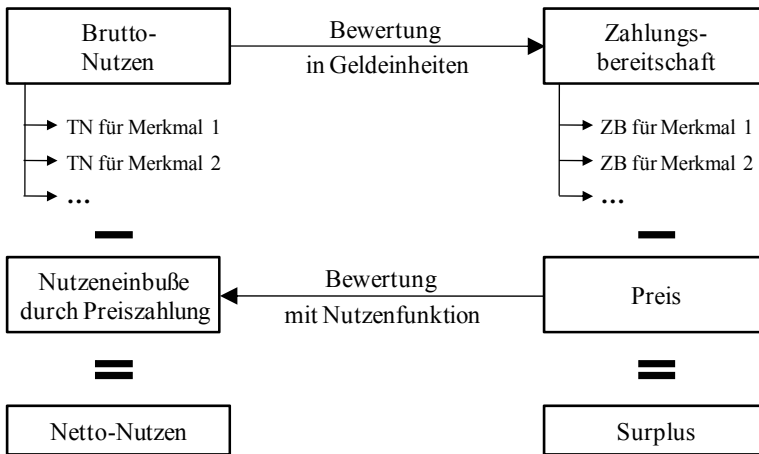 Brutto-
Nutzen
Bewertung
in Geldeinheiten
Zahlungs-
bereitschaft
TN für Merkmal 1
TN für Merkmal 2
...
ZB für Merkmal 1
ZB für Merkmal 2
...
Nutzeneinbuße
durch Preiszahlung
Bewertung
mit Nutzenfunktion
Preis
Netto-Nutzen
Surplus